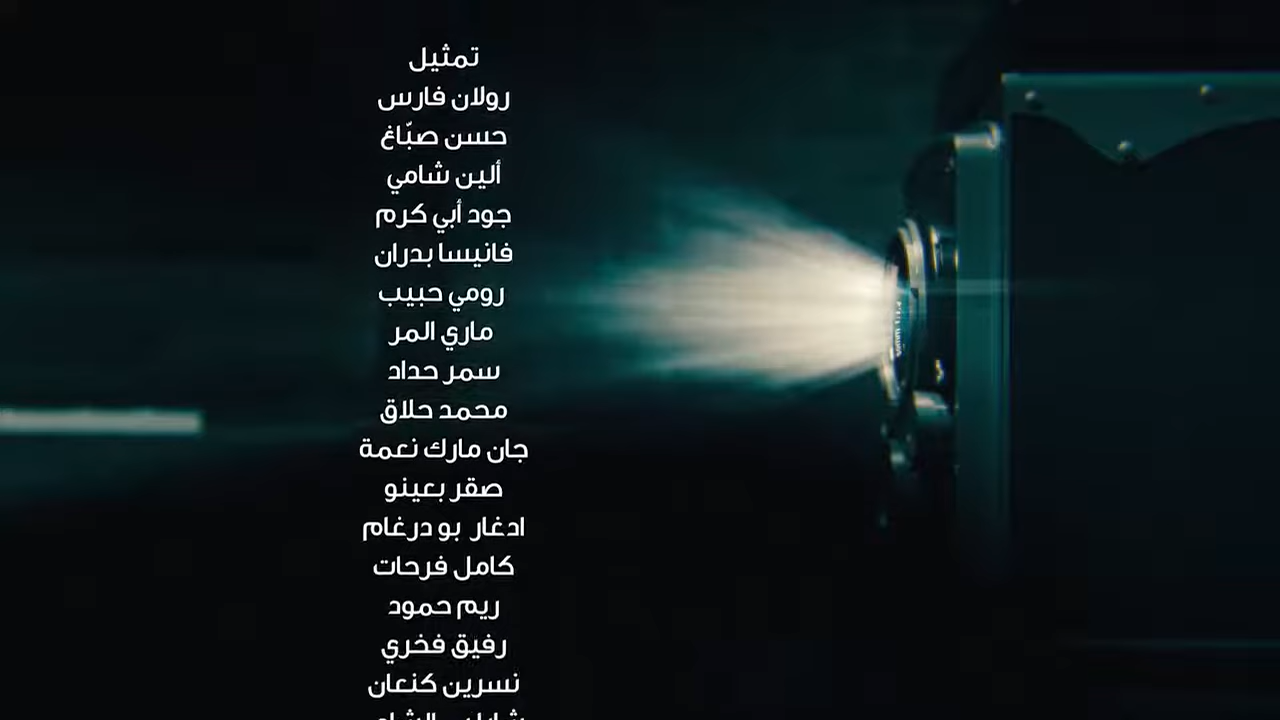 تمثيل
رولان فارس
حسن صبّاغ
ألين شامي
جود أبي كرم
فانيسا بدران
رومي حبيب
ماري المر
سمر حداد
محمد حلاق
جان مارك نعمة
صقر بعينو
ادغار بو درغام
كامل فرحات
ريم حمود
رفيق فخري
نسرين كنعان